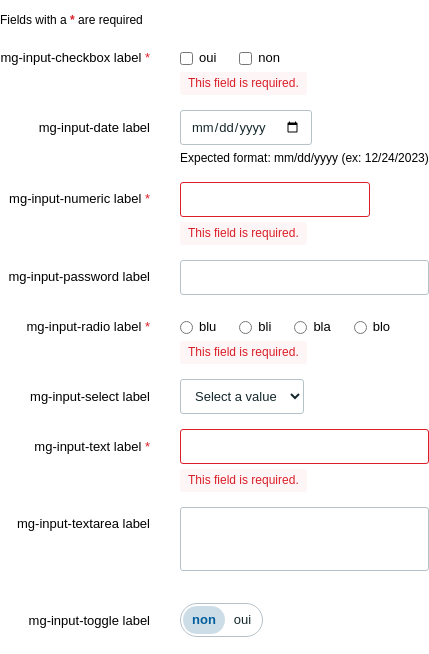 Fields with a * are required
mg-input-checkbox label * oui non
This field is required.
mg-input-date label mm/dd/yyyy
Expected format: mm/dd/yyyy (ex: 12/24/2023)
mg-input-numeric label *
This field is required.
mg-input-password label
mg-input-radio label * blu bli bla blo
This field is required.
mg-input-select label Select a value
mg-input-text label *
This field is required.
mg-input-textarea label
mg-input-toggle label non oui